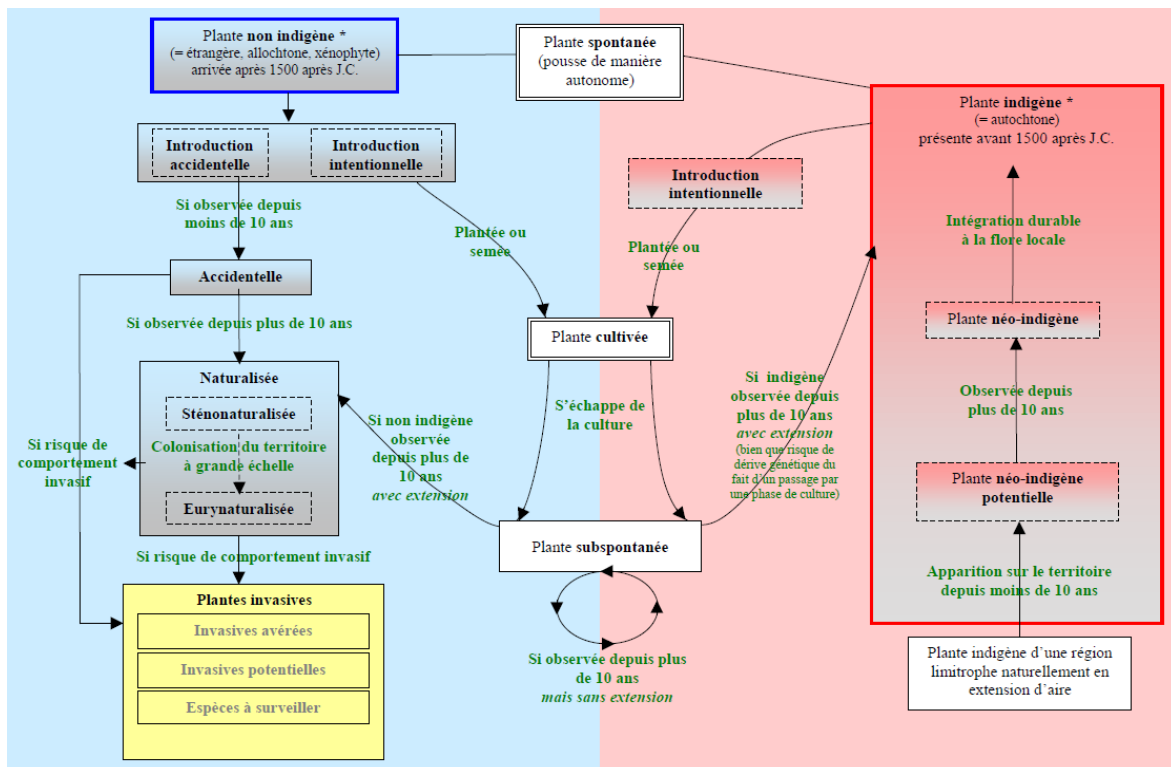 Plante non indigène *
(= étrangère, allochtone, xénophyte)
arrivée après 1500 après J.C.
Plante spontanée
(pousse de manière
autonome)
Plante indigène *
(= autochtone)
présente avant 1500 après J.C.
Introduction
accidentelle
Introduction
intentionnelle
Introduction
intentionnelle
Si observée depuis
moins de 10 ans
Plantée ou
semée
Plantée ou
semée
Intégration durable
à la flore locale
Accidentelle
Si observée depuis plus de 10 ans
Plante cultivée
Plante néo-indigène
Naturalisée
Sténonaturalisée
Colonisation du territoire
à grande échelle
Eurynaturalisée
Si risque de
comportement
invasif
Si non indigène
observée
depuis plus de
10 ans
avec extension
S’échappe de
la culture
Si indigène
observée depuis
plus de 10 ans
avec extension
(bien que risque de
dérive génétique du
fait d’un passage par
une phase de culture)
Observée depuis
plus de 10 ans
Plante néo-indigène
potentielle
Plante subspontanée
Si risque de comportement invasif
Apparition sur le territoire
depuis moins de 10 ans
Plantes invasives
Invasives avérées
Invasives potentielles
Espèces à surveiller
Si observée depuis plus
de 10 ans
mais sans extension
Plante indigène d’une région
limitrophe naturellement en
extension d’aire